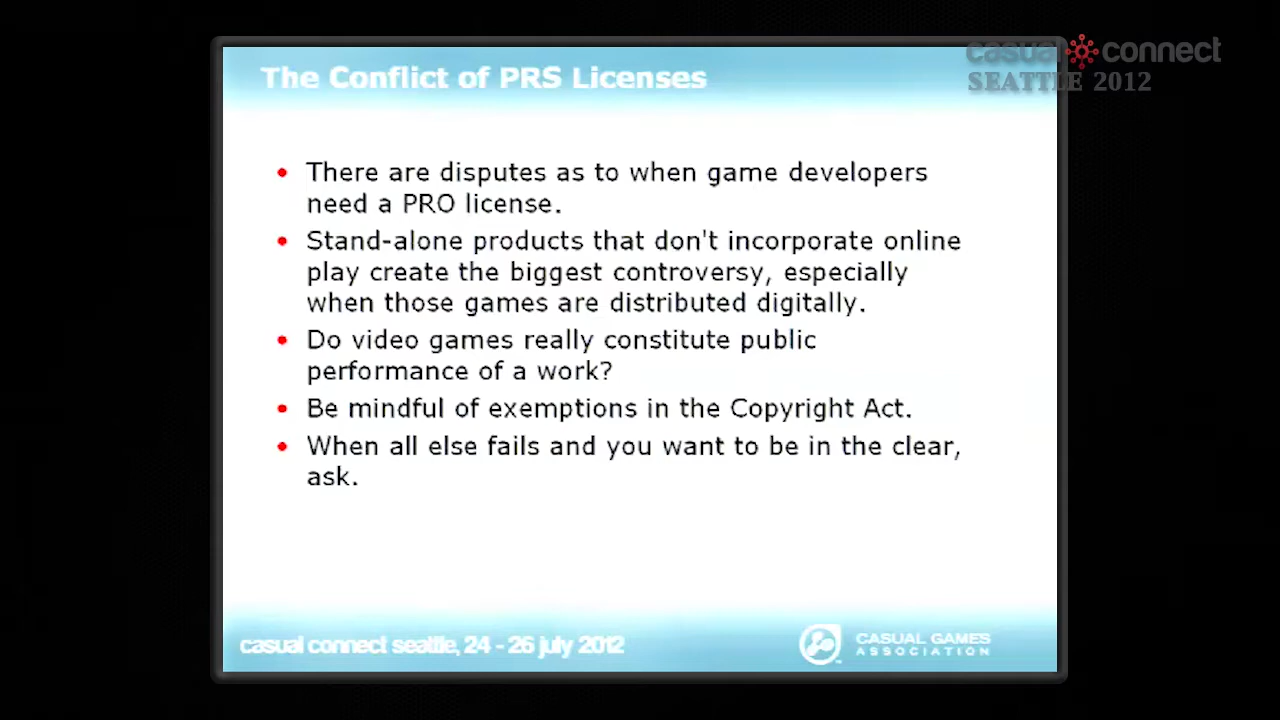 casual connect
SEATTLE 2012
The Conflict of PRS Licenses
• There are disputes as to when game developers
need a PRO license.
• Stand-alone products that don't incorporate online
play create the biggest controversy, especially
when those games are distributed digitally.
• Do video games really constitute public
performance of a work?
• Be mindful of exemptions in the Copyright Act.
• When all else fails and you want to be in the clear,
ask.
casual connect seattle, 24 - 26 july 2012
CASUAL GAMES
ASSOCIATION